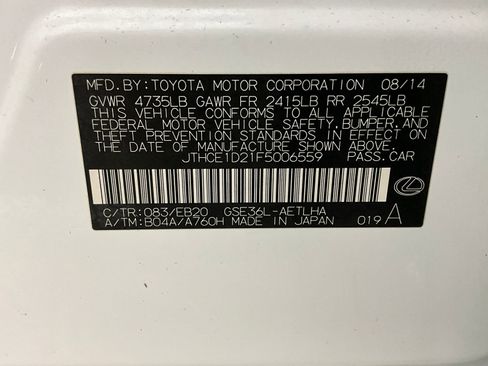 MFD.BY:TOYOTA MOTOR CORPORATION 08/14
GVWR 4735LB GAWR FR 2415LB RR 2545LB
THIS VEHICLE CONFORMS TO ALL APPLICABLE
FEDERAL MOTOR VEHICLE SAFETY,BUMPER,AND
THEFT PREVENTION STANDARDS IN EFFECT ON
THE DATE OF MANUFACTURE SHOWN ABOVE.
JTHCE1D21F5006559 PASS.CAR
C/TR:083/EB20 GSE36L-AETLHA
A/TM:B04A/A760H MADE IN JAPAN 019 A